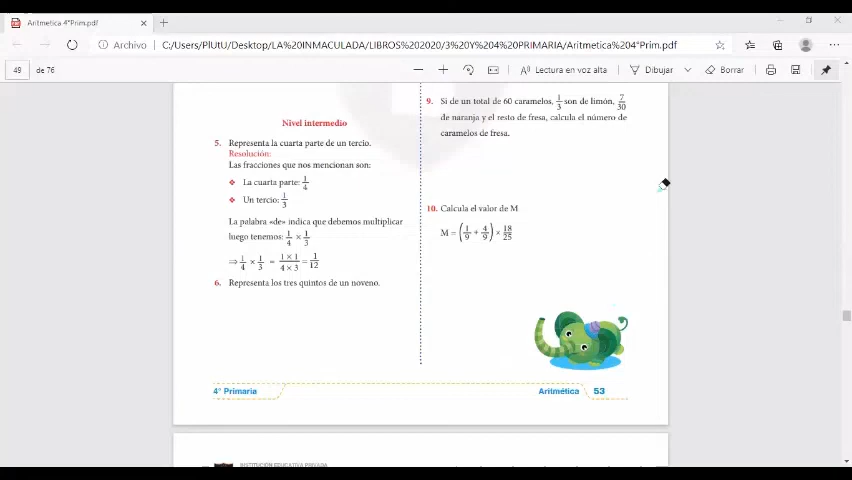 Aritmetica 4°Prim.pdf
Archivo C:/Users/PlUtU/Desktop/LA%20INMACULADA/LIBROS%202020/3%20Y%204%20PRIMARIA/Aritmetica%204°Prim.pdf
49 de 76 Lectura en voz alta Dibujar Borrar
Nivel intermedio
5. Representa la cuarta parte de un tercio.
Resolución:
Las fracciones que nos mencionan son:
❖ La cuarta parte: 1/4
❖ Un tercio: 1/3
La palabra «de» indica que debemos multiplicar
luego tenemos: 1/4 × 1/3
⇒ 1/4 × 1/3 = 1 × 1 / 4 × 3 = 1/12
6. Representa los tres quintos de un noveno.
9. Si de un total de 60 caramelos, 1/3 son de limón, 7/30
de naranja y el resto de fresa, calcula el número de
caramelos de fresa.
10. Calcula el valor de M
M = (1/9 + 4/9) × 18/25
4° Primaria
Aritmética 53
INSTITUCIÓN EDUCATIVA PRIVADA